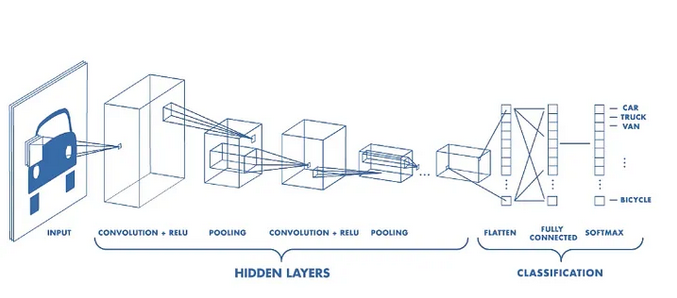 CAR
TRUCK
VAN
BICYCLE
INPUT
CONVOLUTION + RELU
POOLING
CONVOLUTION + RELU
POOLING
FLATTEN
FULLY
CONNECTED
SOFTMAX
HIDDEN LAYERS
CLASSIFICATION